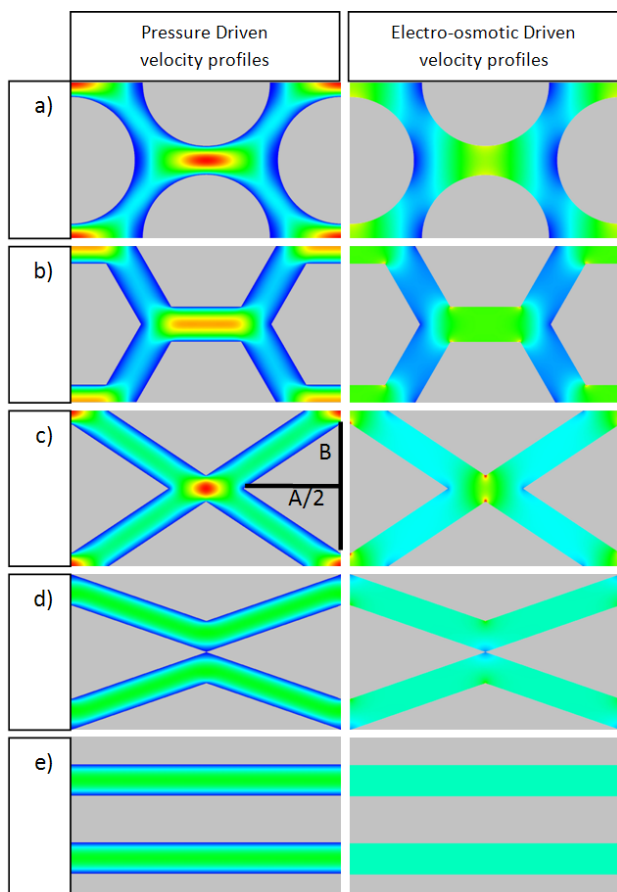 Pressure Driven
velocity profiles
Electro-osmotic Driven
velocity profiles
a)
b)
c)
B
A/2
d)
e)